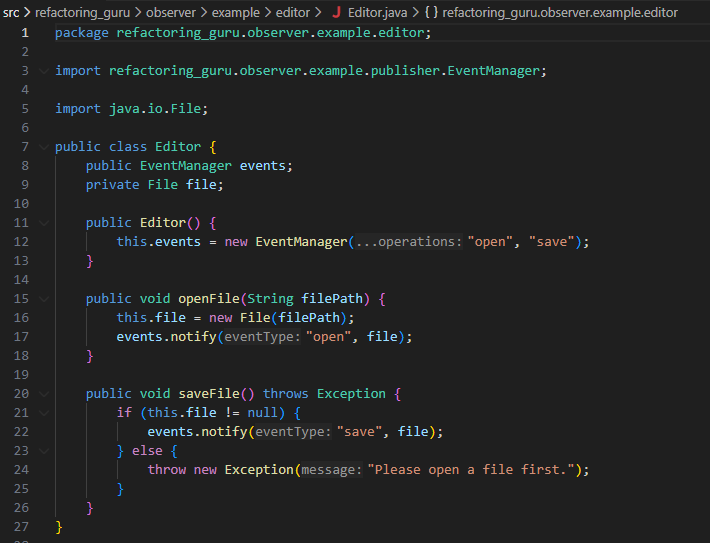 src > refactoring_guru > observer > example > editor > J Editor.java > {} refactoring_guru.observer.example.editor
1 package refactoring_guru.observer.example.editor;
2
3 import refactoring_guru.observer.example.publisher.EventManager;
4
5 import java.io.File;
6
7 public class Editor {
8 public EventManager events;
9 private File file;
10
11 public Editor() {
12 this.events = new EventManager(...operations: "open", "save");
13 }
14
15 public void openFile(String filePath) {
16 this.file = new File(filePath);
17 events.notify(eventType: "open", file);
18 }
19
20 public void saveFile() throws Exception {
21 if (this.file != null) {
22 events.notify(eventType: "save", file);
23 } else {
24 throw new Exception(message: "Please open a file first.");
25 }
26 }
27 }
28